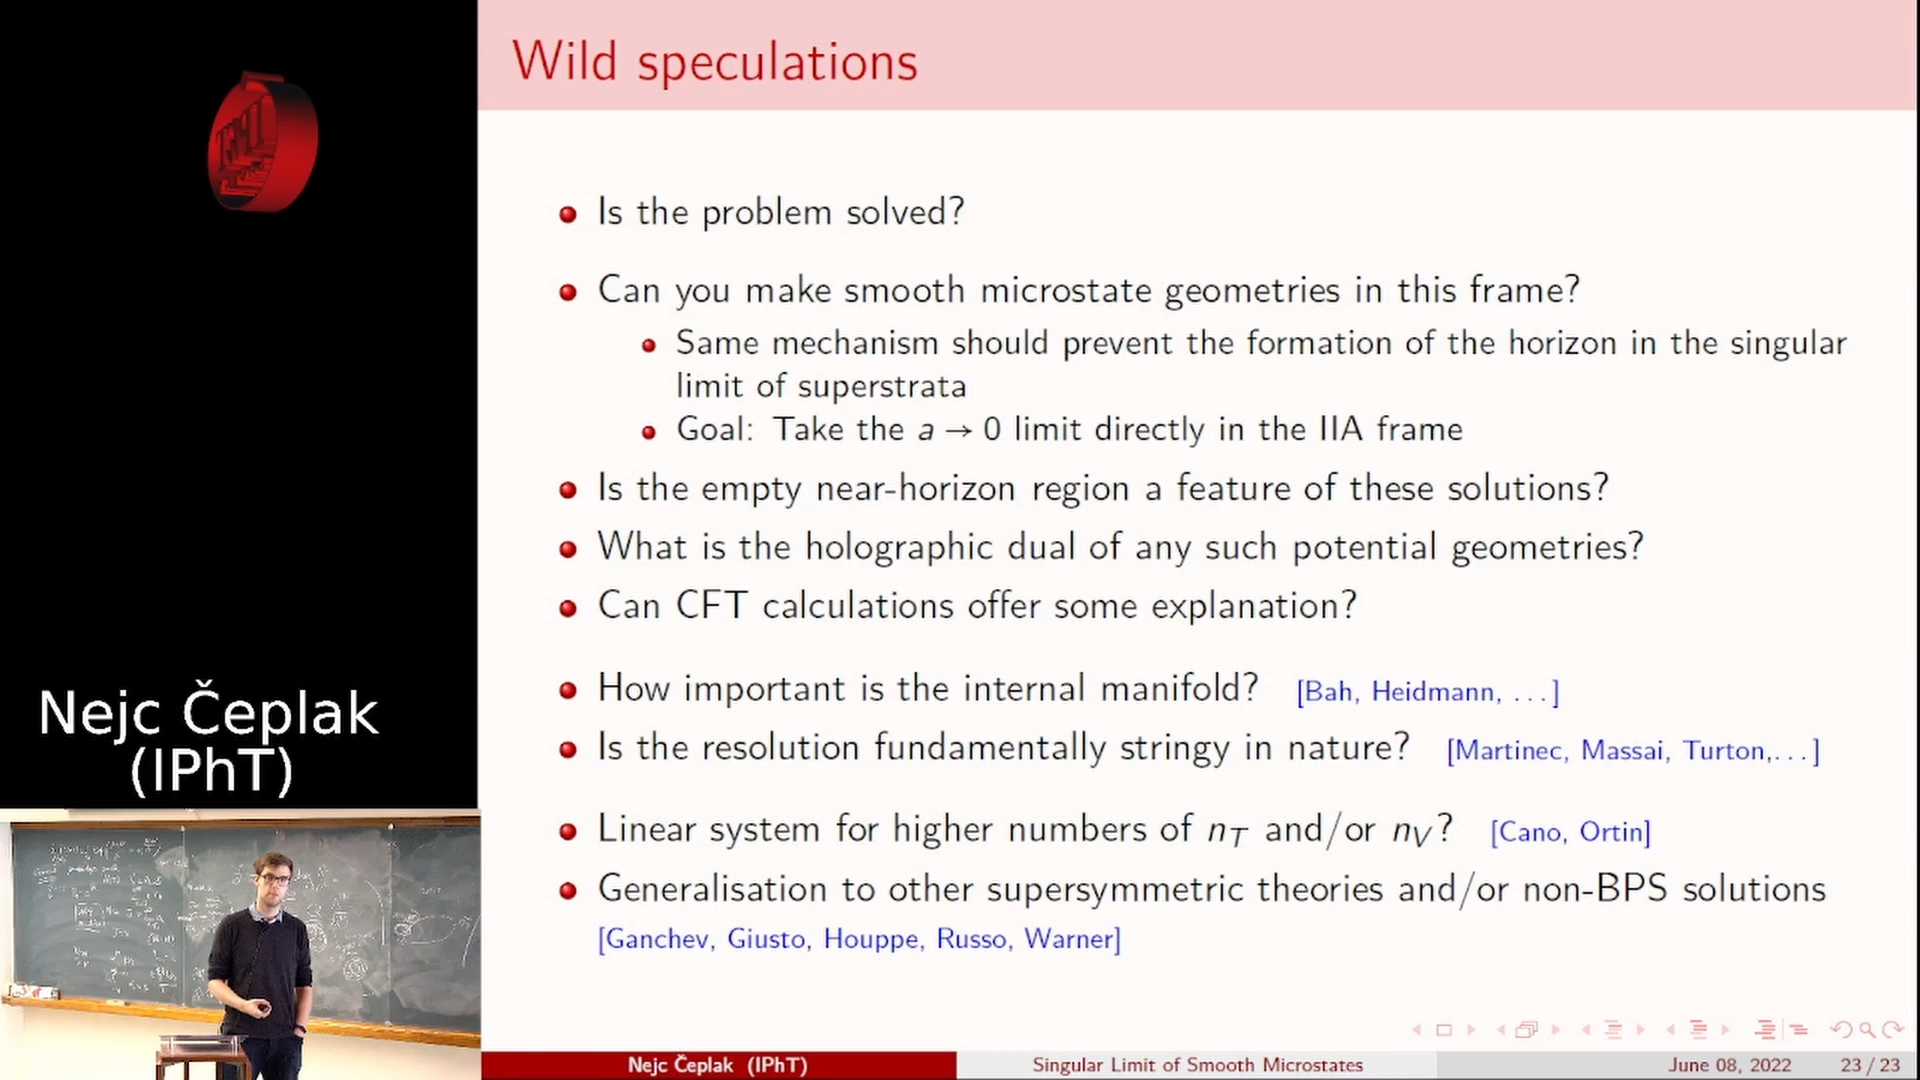 Wild speculations
Is the problem solved?
Can you make smooth microstate geometries in this frame?
Same mechanism should prevent the formation of the horizon in the singular
limit of superstrata
Goal: Take the a → 0 limit directly in the IIA frame
Is the empty near-horizon region a feature of these solutions?
What is the holographic dual of any such potential geometries?
Can CFT calculations offer some explanation?
How important is the internal manifold? [Bah, Heidmann, ...]
Is the resolution fundamentally stringy in nature? [Martinec, Massai, Turton,...]
Linear system for higher numbers of n_T and/or n_V? [Cano, Ortin]
Generalisation to other supersymmetric theories and/or non-BPS solutions
[Ganchev, Giusto, Houppe, Russo, Warner]
Nejc Čeplak
(IPhT)
Nejc Čeplak (IPhT)
Singular Limit of Smooth Microstates
June 08, 2022
23 / 23